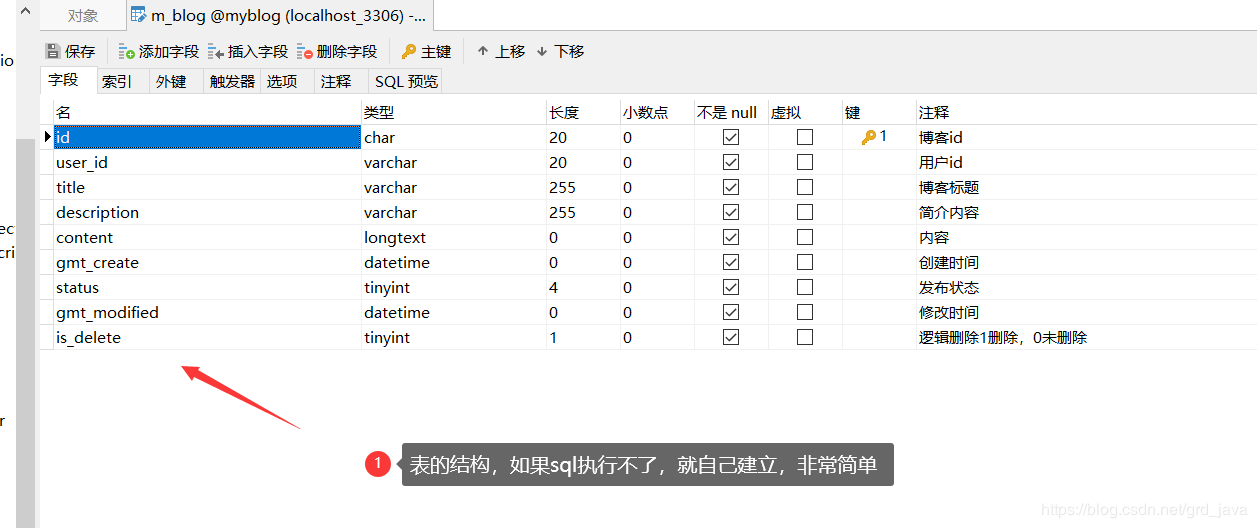 对象 m_blog @myblog (localhost_3306) -...
保存 添加字段 插入字段 删除字段 主键 上移 下移
字段 索引 外键 触发器 选项 注释 SQL 预览
名 类型 长度 小数点 不是 null 虚拟 键 注释
id char 20 0 1 博客id
user_id varchar 20 0 用户id
title varchar 255 0 博客标题
description varchar 255 0 简介内容
content longtext 0 0 内容
gmt_create datetime 0 0 创建时间
status tinyint 4 0 发布状态
gmt_modified datetime 0 0 修改时间
is_delete tinyint 1 0 逻辑删除1删除，0未删除
1 表的结构，如果sql执行不了，就自己建立，非常简单
https://blog.csdn.net/grd_java